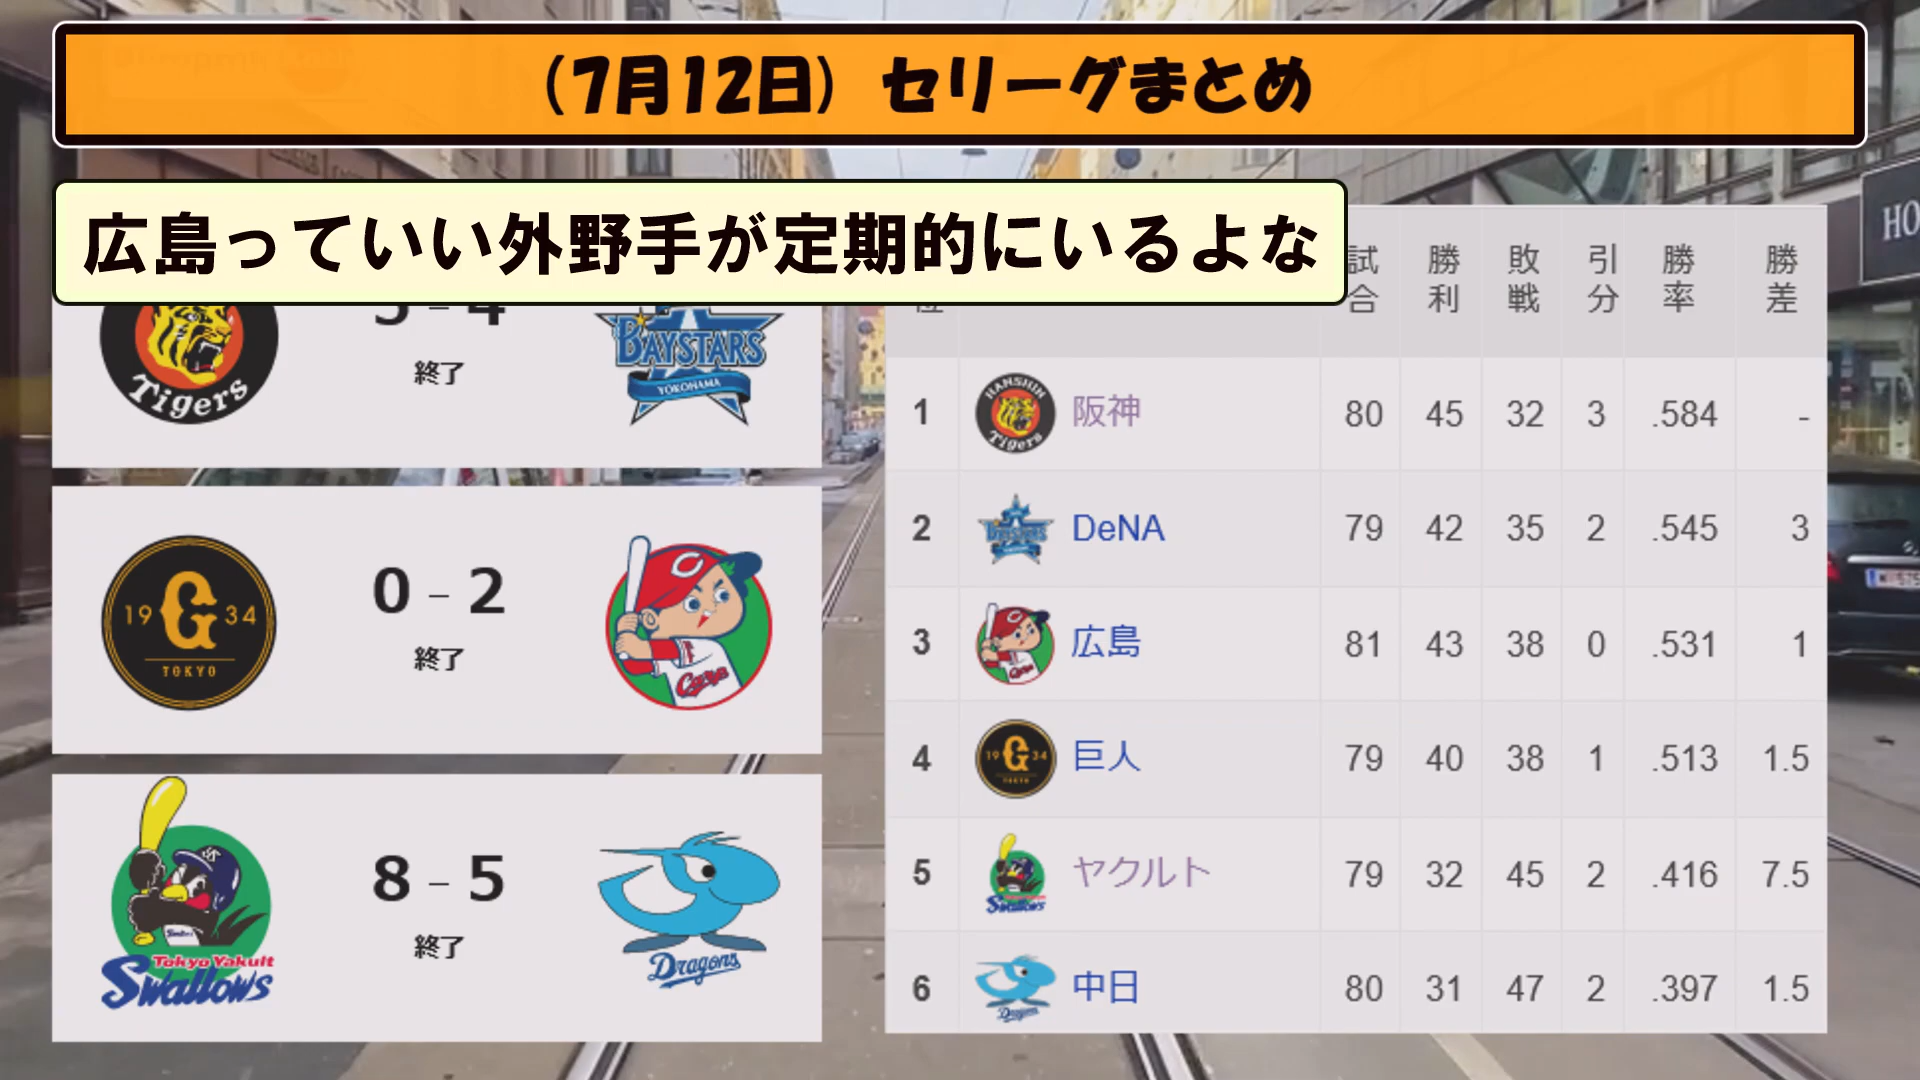 (7月12日) セリーグまとめ
広島っていい外野手が定期的にいるよな
試合 勝利 敗戦 引分 勝率 勝差
Tigers
終了
BAYSTARS
YOKOHAMA
19 G 34
TOKYO
0 - 2
終了
Carp
Tokyo Yakult
Swallows
8 - 5
終了
Dragons
1 HANSHIN Tigers 阪神 80 45 32 3 .584 -
2 DeNA 79 42 35 2 .545 3
3 広島 81 43 38 0 .531 1
4 巨人 79 40 38 1 .513 1.5
5 Swallows ヤクルト 79 32 45 2 .416 7.5
6 Dragons 中日 80 31 47 2 .397 1.5
HO